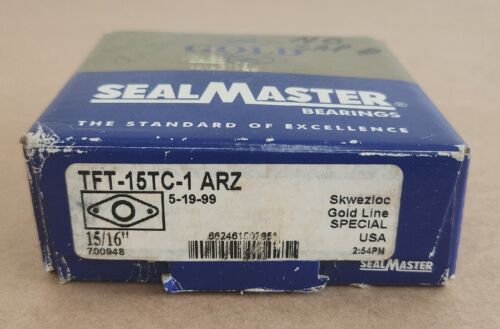 GOLD
SEALMASTER®
BEARINGS
THE STANDARD OF EXCELLENCE
TFT-15TC-1 ARZ
5-19-99
15/16"
700948
Skwezloc
Gold Line
SPECIAL
USA
2:54PM
SEALMASTER